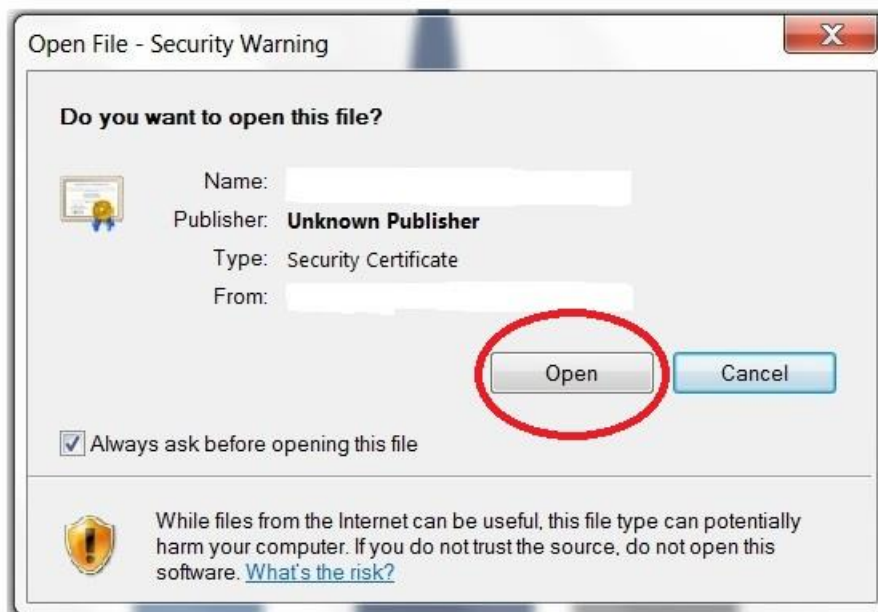 Open File - Security Warning
Do you want to open this file?
Name:
Publisher: Unknown Publisher
Type: Security Certificate
From:
Open Cancel
Always ask before opening this file
While files from the Internet can be useful, this file type can potentially
harm your computer. If you do not trust the source, do not open this
software. What's the risk?